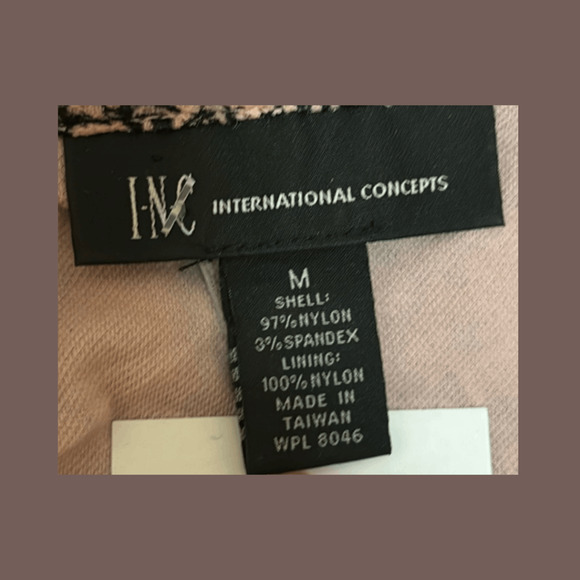 I·N·C INTERNATIONAL CONCEPTS
M
SHELL:
97% NYLON
3% SPANDEX
LINING:
100% NYLON
MADE IN
TAIWAN
WPL 8046